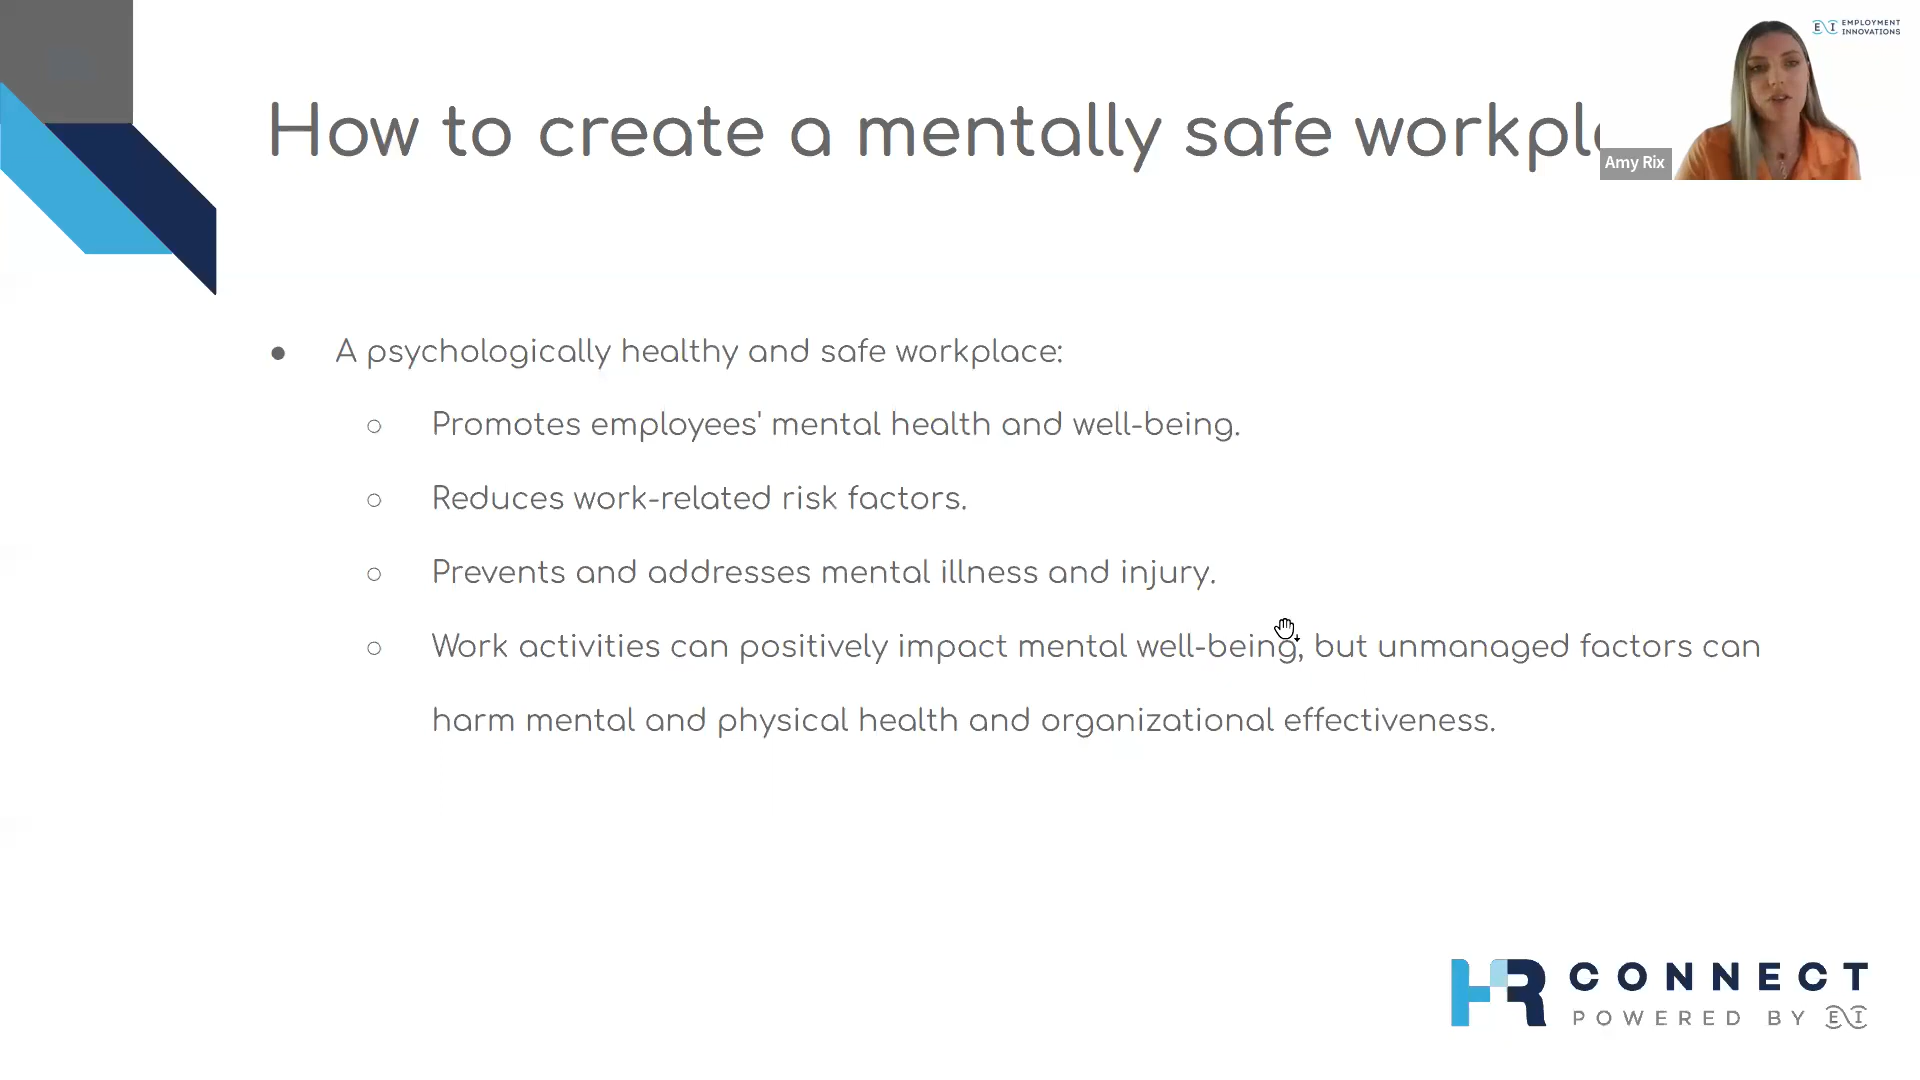 EMPLOYMENT
INNOVATIONS
How to create a mentally safe workpl
Amy Rix
● A psychologically healthy and safe workplace:
○ Promotes employees' mental health and well-being.
○ Reduces work-related risk factors.
○ Prevents and addresses mental illness and injury.
○ Work activities can positively impact mental well-being, but unmanaged factors can
harm mental and physical health and organizational effectiveness.
HR CONNECT
POWERED BY EI